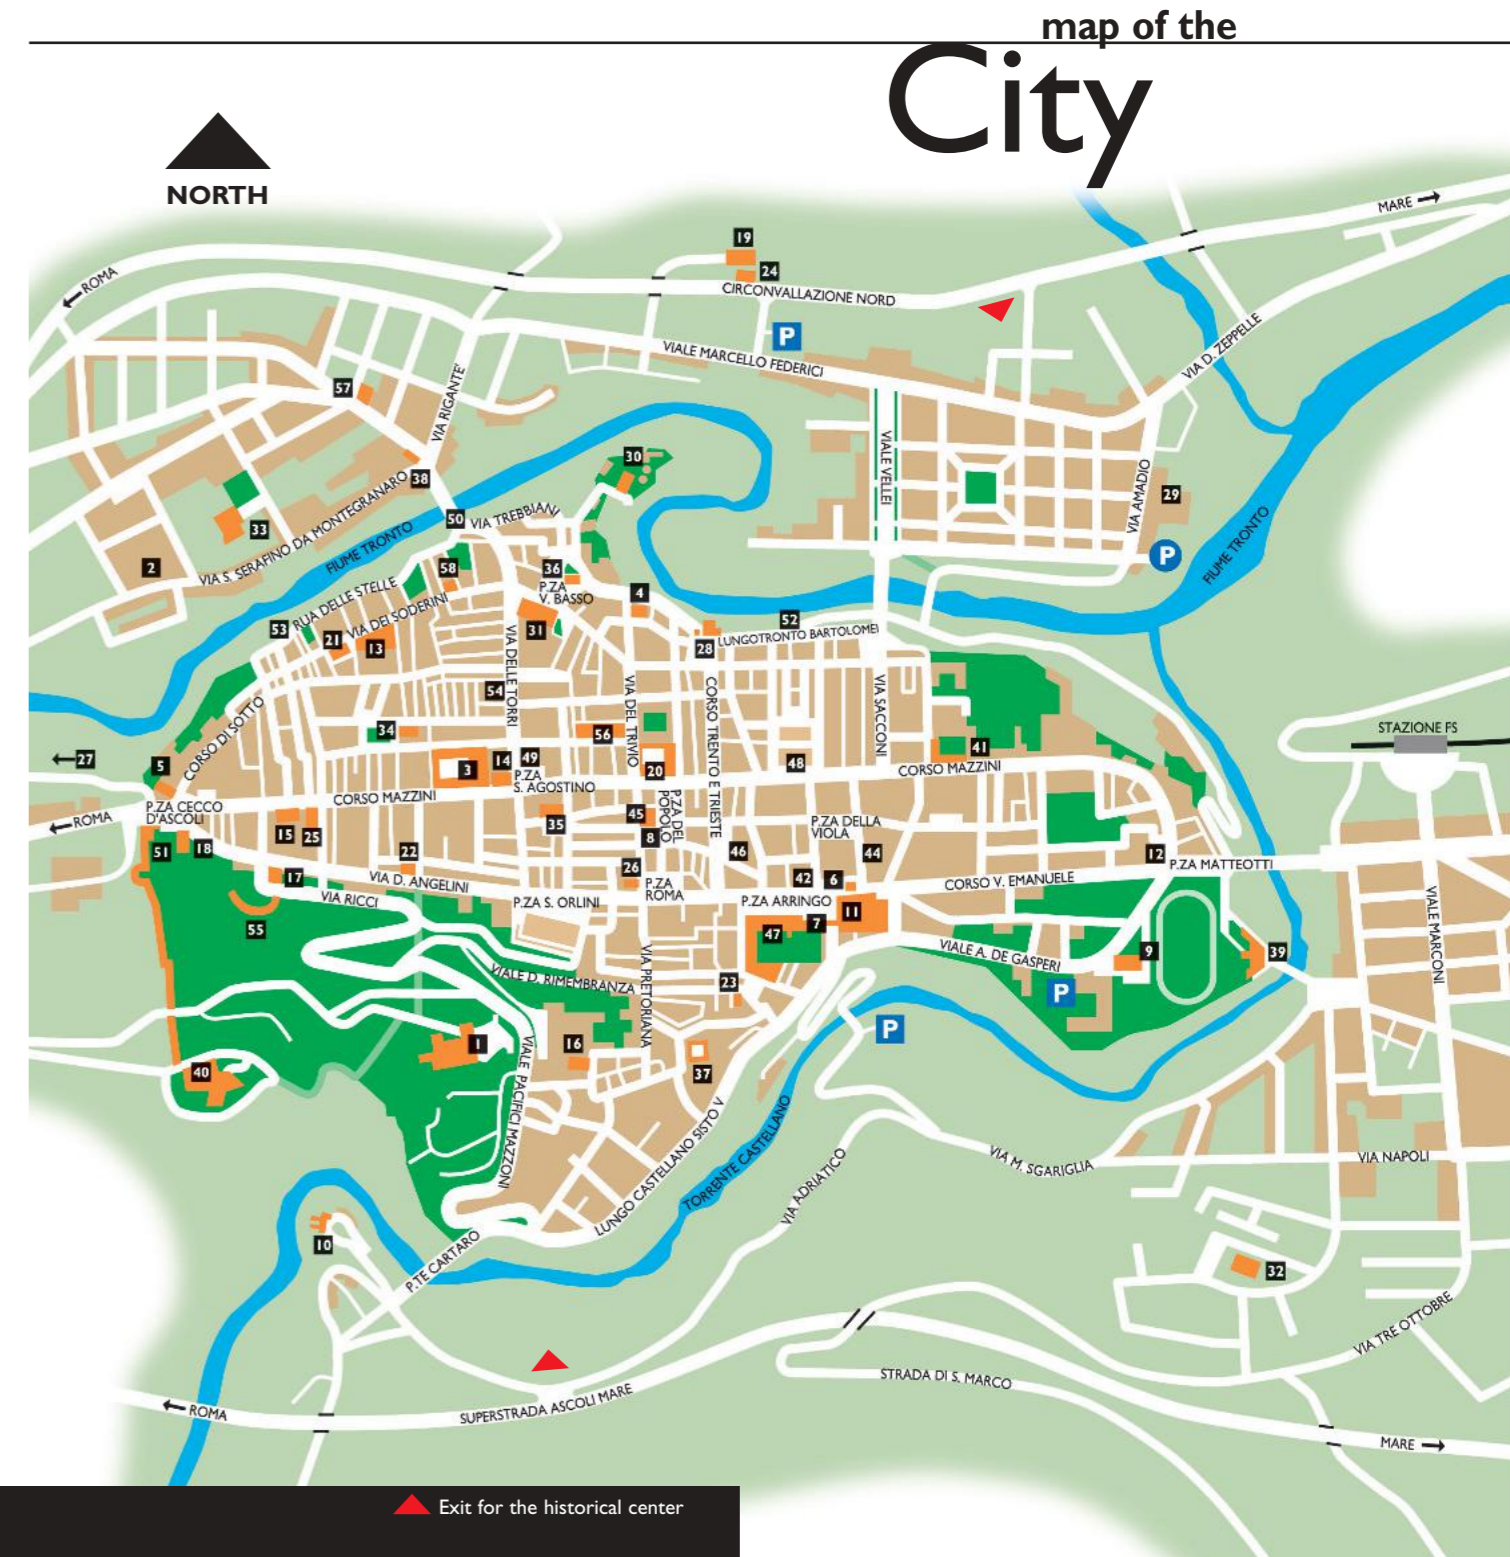 map of the
City
NORTH
MARE
19
24
ROMA
CIRCONVALLAZIONE NORD
P
VIALE MARCELLO FEDERICI
VIA D. ZEPPELLE
57
VIA RIGANTE'
30
VIALE VELLEI
38
VIA AMADIO
29
33
50
VIA TREBBIANI
VIA S. SERAFINO DA MONTEGRANARO
FIUME TRONTO
FIUME TRONTO
P
2
58
36
P.ZA
V. BASSO
4
RUA DELLE STELLE
VIA DEI SODERINI
53
21
13
31
52
LUNGOTRONTO BARTOLOMEI
28
VIA DELLE TORRI
54
VIA DEL TRIVIO
CORSO TRENTO E TRIESTE
VIA SACCONI
CORSO DI SOTTO
34
56
STAZIONE FS
27
5
3
14
49
20
48
41
P.ZA
S. AGOSTINO
CORSO MAZZINI
CORSO MAZZINI
P.ZA CECCO
D'ASCOLI
ROMA
P.ZA DEL
POPOLO
45
35
15
25
8
P.ZA DELLA
VIOLA
51
18
22
46
44
12
P.ZA MATTEOTTI
26
17
VIA D. ANGELINI
P.ZA
ROMA
42
6
CORSO V. EMANUELE
VIA RICCI
P.ZA S. ORLINI
P.ZA ARRINGO
11
7
55
47
VIALE MARCONI
VIALE A. DE GASPERI
9
39
VIALE D. RIMEMBRANZA
VIA PRETORIANA
23
P
P
1
16
37
40
VIALE PACIFICI MAZZONI
LUNGO CASTELLANO SISTO V
TORRENTE CASTELLANO
VIA ADRIATICO
VIA M. SGARIGLIA
VIA NAPOLI
10
P.TE CARTARO
32
VIA TRE OTTOBRE
STRADA DI S. MARCO
SUPERSTRADA ASCOLI MARE
ROMA
MARE
43
Exit for the historical center